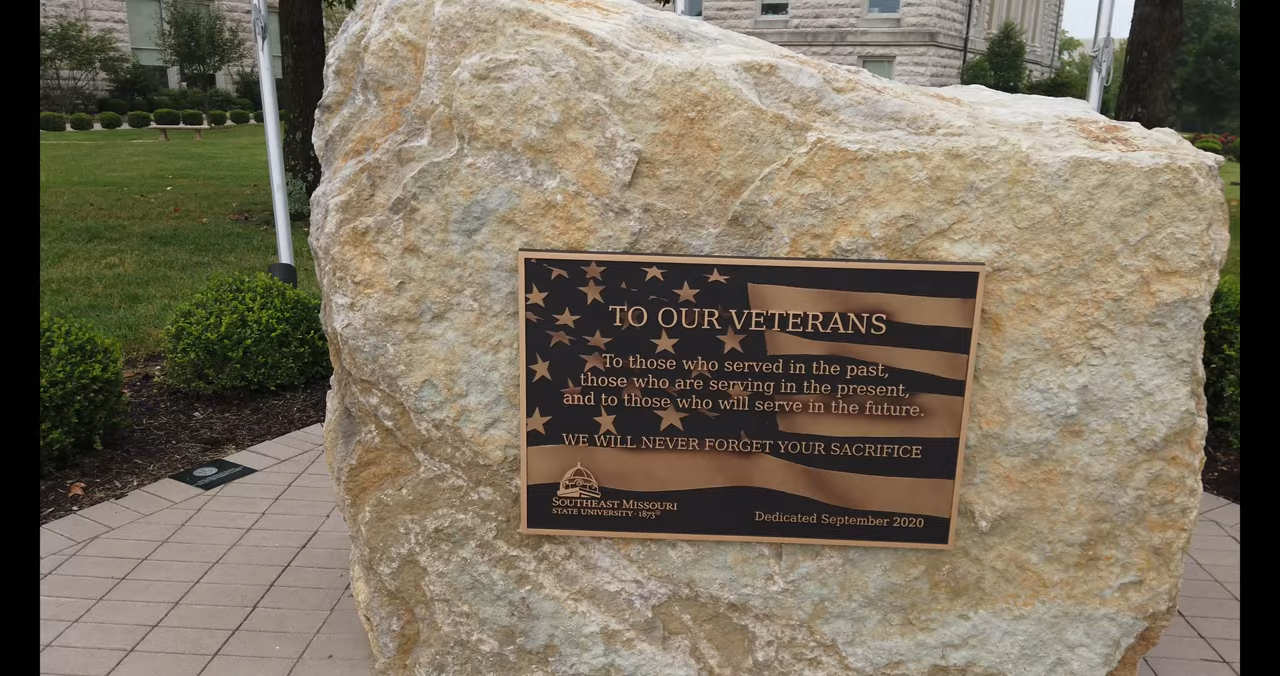 TO OUR VETERANS
To those who served in the past,
those who are serving in the present,
and to those who will serve in the future.
WE WILL NEVER FORGET YOUR SACRIFICE
SOUTHEAST MISSOURI
STATE UNIVERSITY · 1873®
Dedicated September 2020